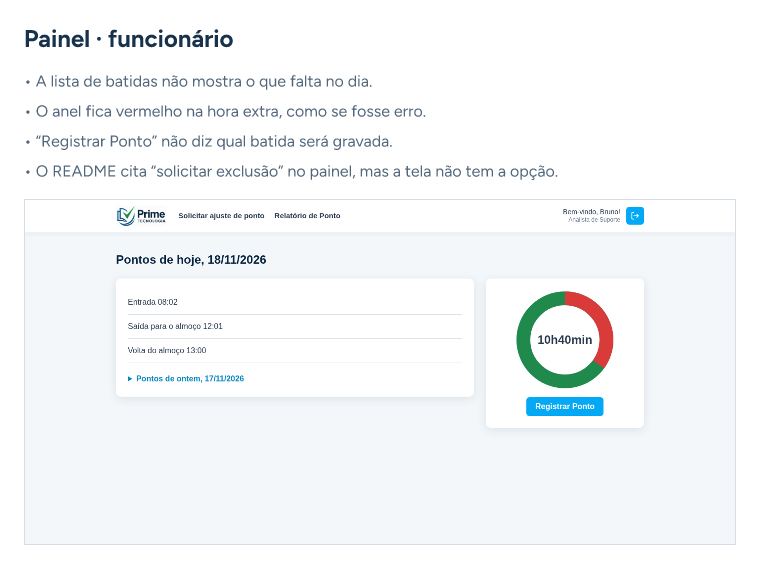 Painel · funcionário
• A lista de batidas não mostra o que falta no dia.
• O anel fica vermelho na hora extra, como se fosse erro.
• “Registrar Ponto” não diz qual batida será gravada.
• O README cita “solicitar exclusão” no painel, mas a tela não tem a opção.
Prime
TECNOLOGIA
Solicitar ajuste de ponto
Relatório de Ponto
Bem-vindo, Bruno!
Analista de Suporte
Pontos de hoje, 18/11/2026
Entrada 08:02
Saída para o almoço 12:01
Volta do almoço 13:00
Pontos de ontem, 17/11/2026
10h40min
Registrar Ponto